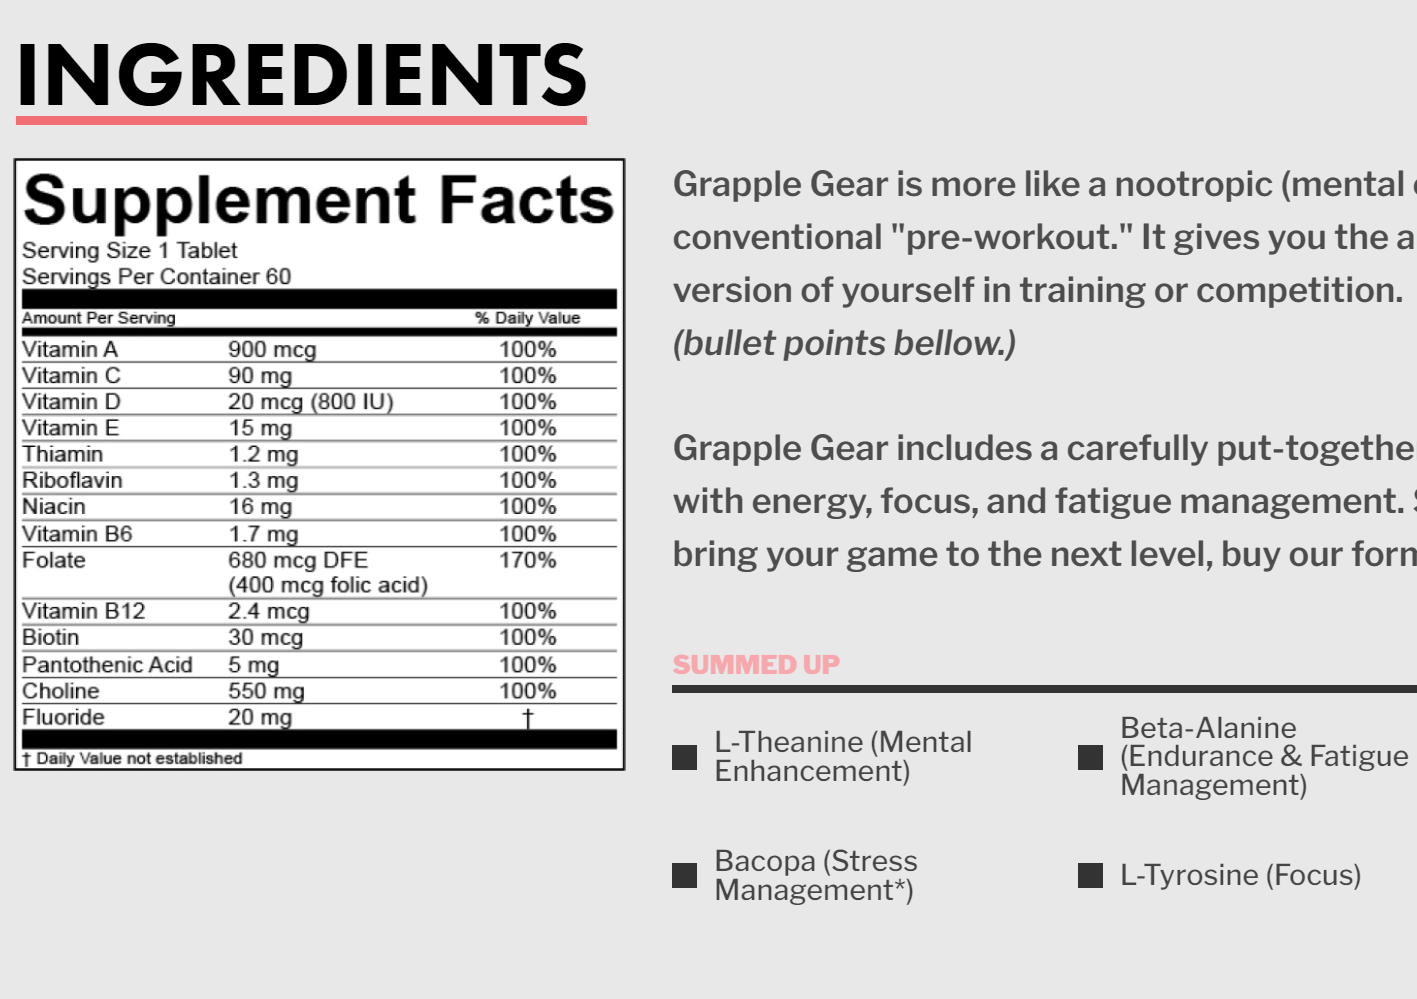 INGREDIENTS
Supplement Facts
Serving Size 1 Tablet
Servings Per Container 60
Amount Per Serving % Daily Value
Vitamin A 900 mcg 100%
Vitamin C 90 mg 100%
Vitamin D 20 mcg (800 IU) 100%
Vitamin E 15 mg 100%
Thiamin 1.2 mg 100%
Riboflavin 1.3 mg 100%
Niacin 16 mg 100%
Vitamin B6 1.7 mg 100%
Folate 680 mcg DFE 170%
(400 mcg folic acid)
Vitamin B12 2.4 mcg 100%
Biotin 30 mcg 100%
Pantothenic Acid 5 mg 100%
Choline 550 mg 100%
Fluoride 20 mg †
† Daily Value not established
Grapple Gear is more like a nootropic (mental
conventional "pre-workout." It gives you the a
version of yourself in training or competition.
(bullet points bellow.)
Grapple Gear includes a carefully put-together
with energy, focus, and fatigue management.
bring your game to the next level, buy our
SUMMED UP
L-Theanine (Mental
Enhancement)
Beta-Alanine
(Endurance & Fatigue
Management)
Bacopa (Stress
Management*)
L-Tyrosine (Focus)